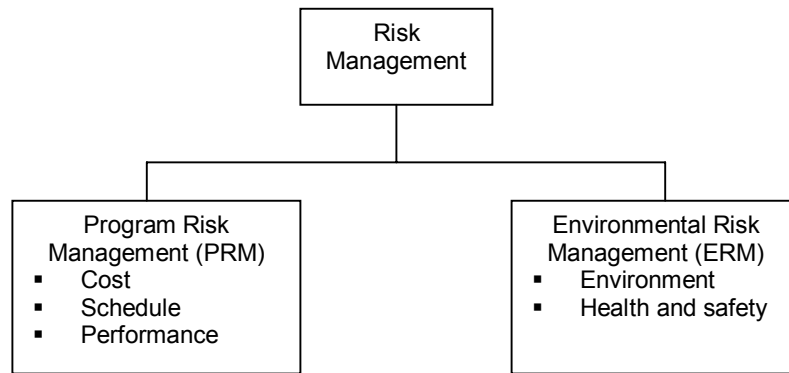 Risk
Management
Program Risk
Management (PRM)
▪ Cost
▪ Schedule
▪ Performance
Environmental Risk
Management (ERM)
▪ Environment
▪ Health and safety